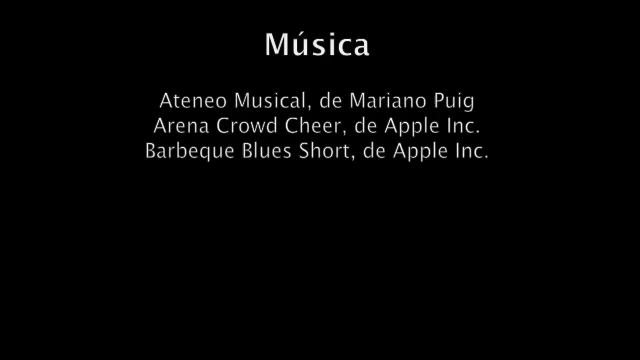 Música
Ateneo Musical, de Mariano Puig
Arena Crowd Cheer, de Apple Inc.
Barbeque Blues Short, de Apple Inc.